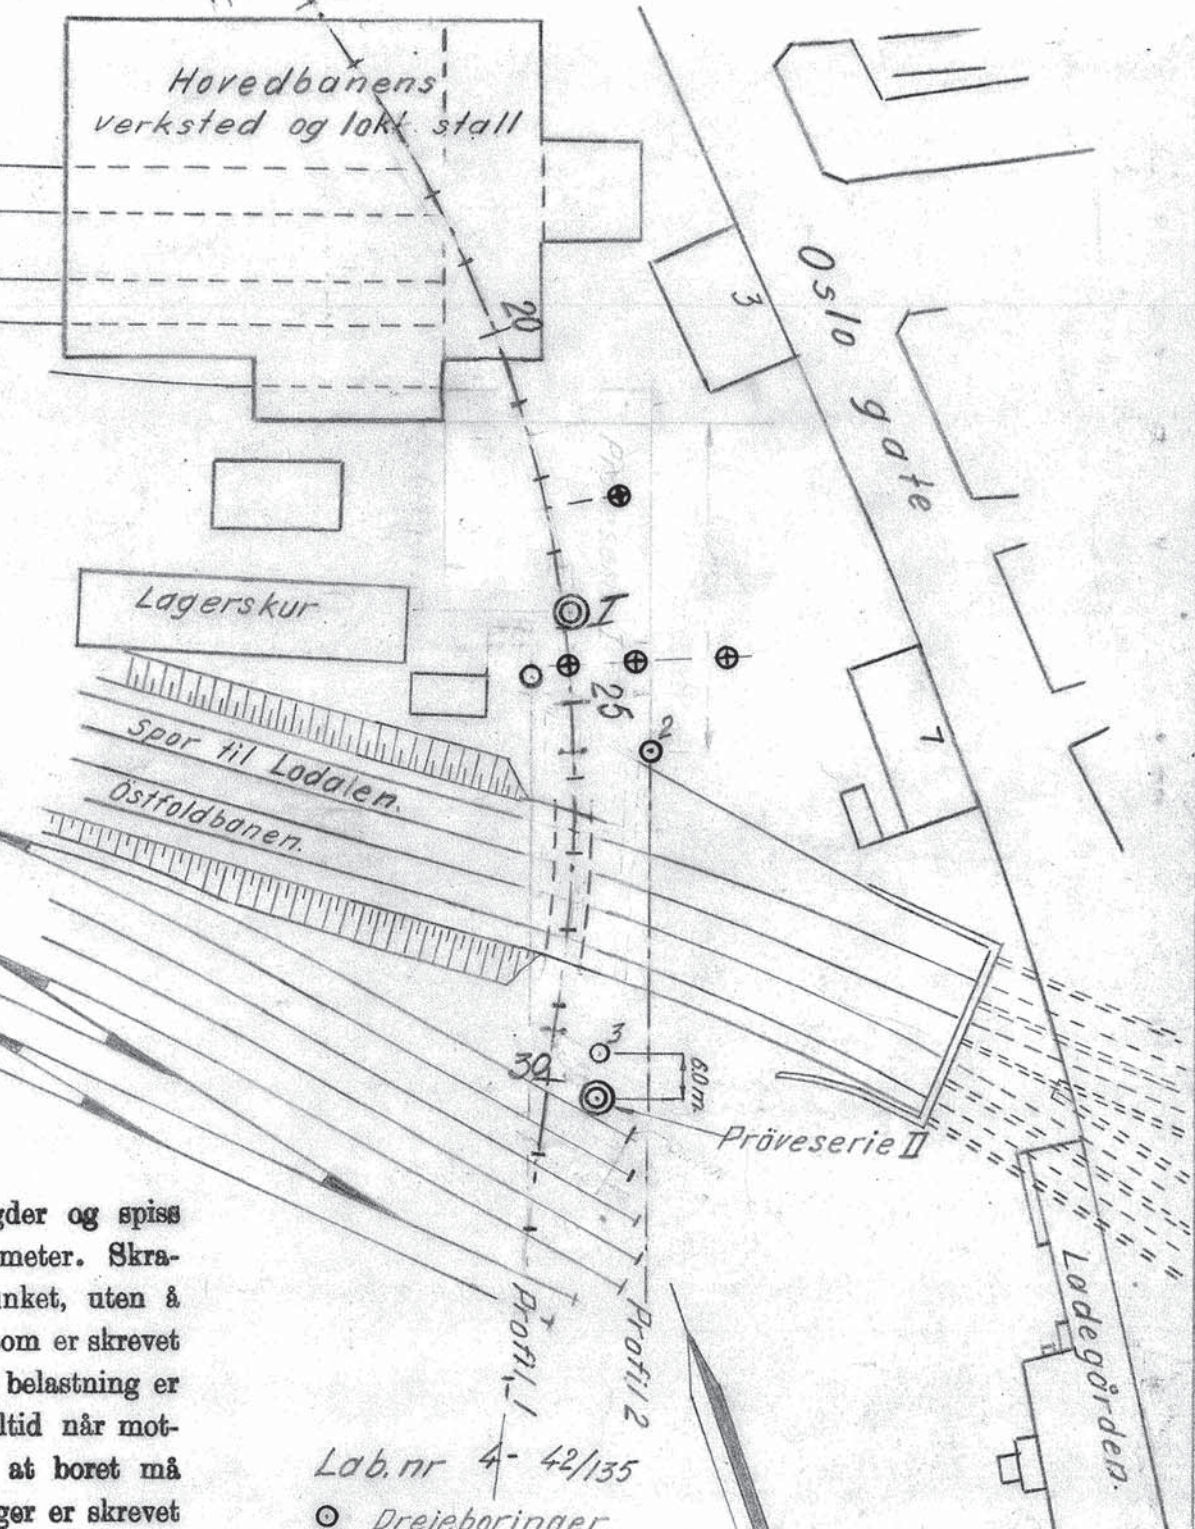 Hovedbanens
verksted og lok. stall
20
3
Oslo gate
I
Lagerskur
25
2
7
Spor til Lodalen.
Östfoldbanen.
3
30
6.0m
Pröveserie II
gder og spiss
meter. Skra-
nket, uten å
om er skrevet
belastning er
ltid når mot-
at boret må
ger er skrevet
Profil 1
Profil 2
Ladegården.
Lab.nr 4 - 42/135
Dreieboringer